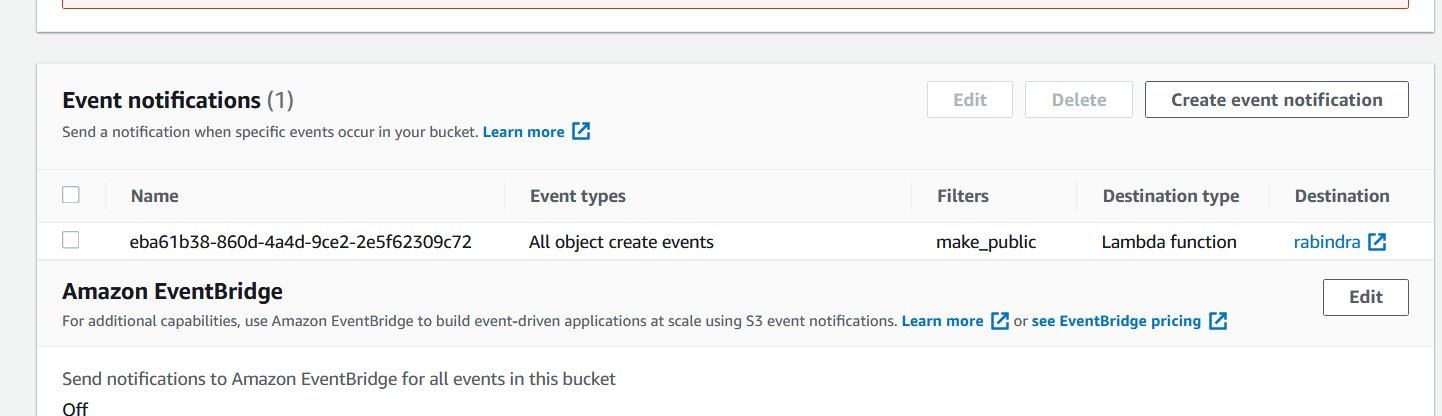 Event notifications (1)
Edit
Delete
Create event notification
Send a notification when specific events occur in your bucket. Learn more
Name Event types Filters Destination type Destination
eba61b38-860d-4a4d-9ce2-2e5f62309c72 All object create events make_public Lambda function rabindra
Amazon EventBridge
Edit
For additional capabilities, use Amazon EventBridge to build event-driven applications at scale using S3 event notifications. Learn more or see EventBridge pricing
Send notifications to Amazon EventBridge for all events in this bucket
Off